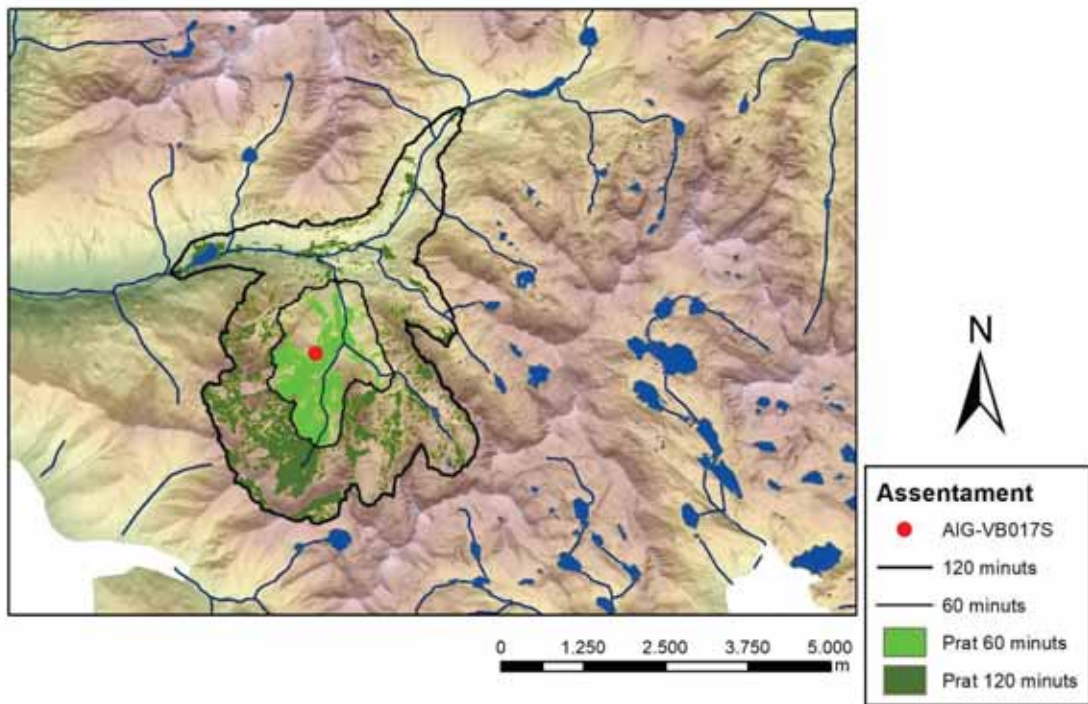 N
0 1.250 2.500 3.750 5.000
m
Assentament
AIG-VB017S
120 minuts
60 minuts
Prat 60 minuts
Prat 120 minuts